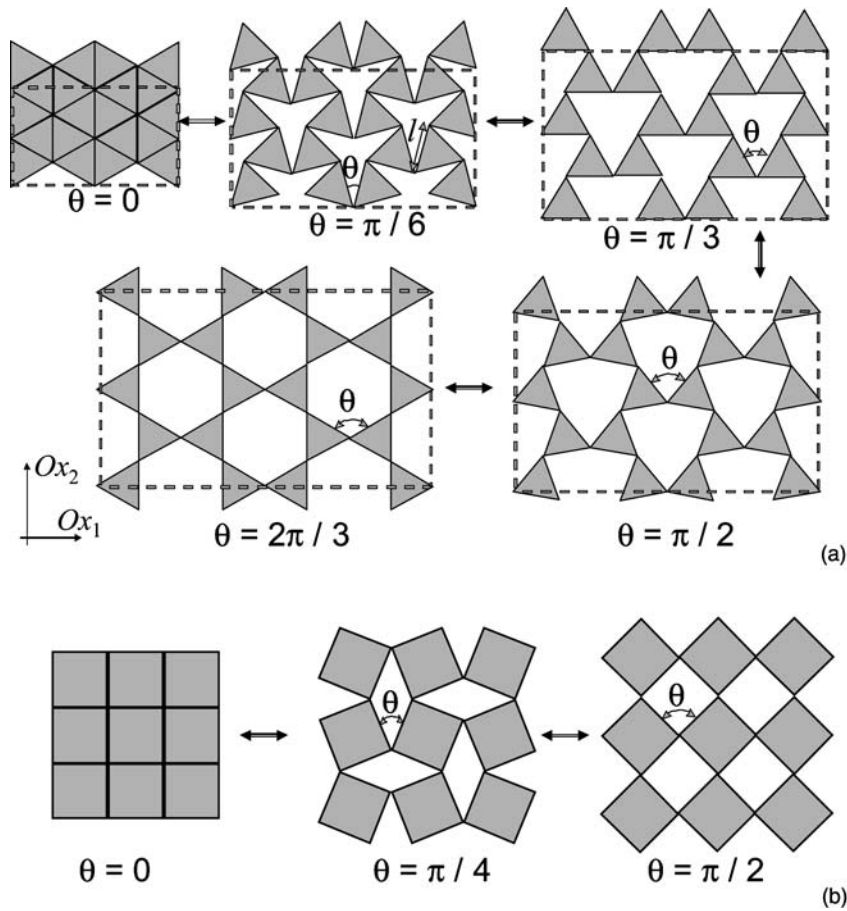 θ
l
θ
θ = 0
θ = π / 6
θ = π / 3
θ
θ
Ox2
Ox1
θ = 2π / 3
θ = π / 2
(a)
θ
θ
θ = 0
θ = π / 4
θ = π / 2
(b)